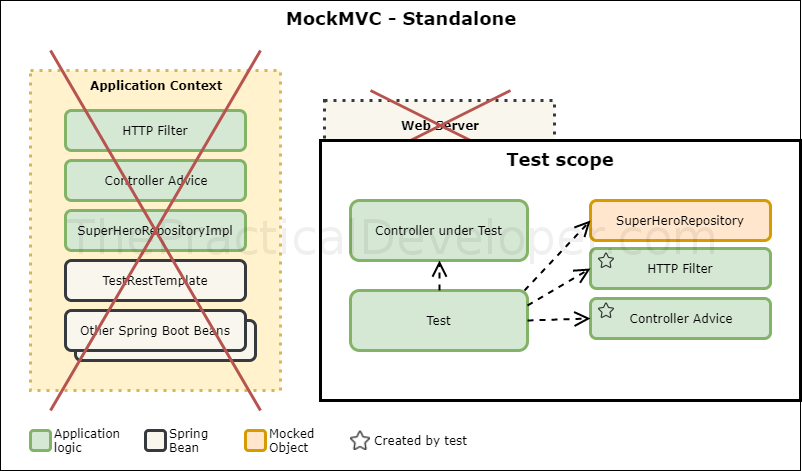 MockMVC - Standalone
Application Context
HTTP Filter
Controller Advice
SuperHeroRepositoryImpl
TestRestTemplate
Other Spring Boot Beans
Web Server
Test scope
Controller under Test
Test
SuperHeroRepository
HTTP Filter
Controller Advice
ThePracticalDeveloper.com
Application
logic
Spring
Bean
Mocked
Object
Created by test